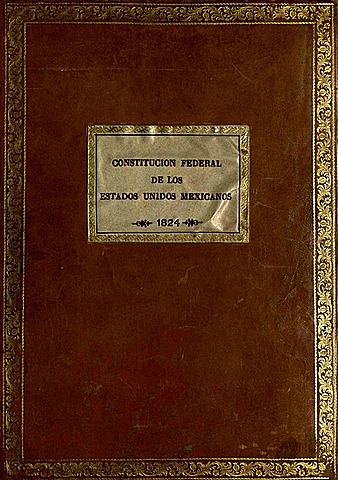 CONSTITUCION FEDERAL
DE LOS
ESTADOS UNIDOS MEXICANOS
1824